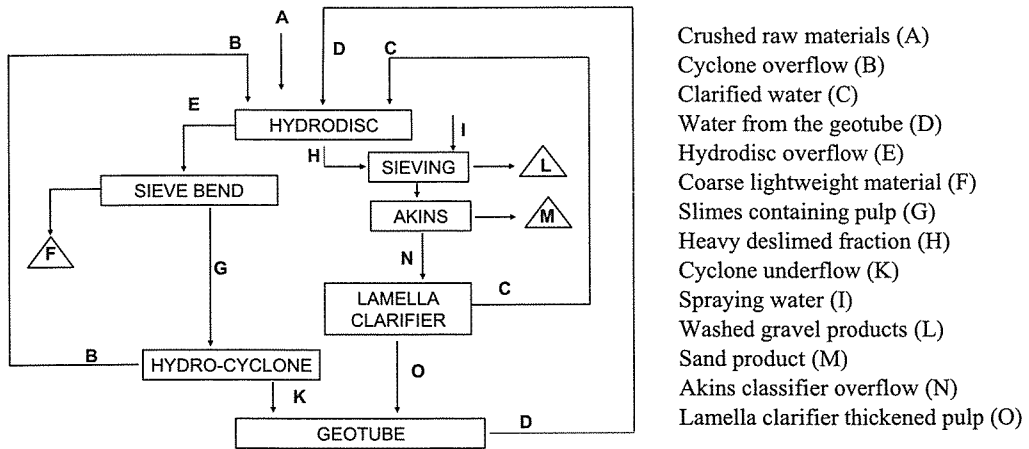 A
B
D
C
E
HYDRODISC
I
H
SIEVING
L
SIEVE BEND
AKINS
M
F
N
G
LAMELLA
CLARIFIER
C
B
HYDRO-CYCLONE
O
K
GEOTUBE
D
Crushed raw materials (A)
Cyclone overflow (B)
Clarified water (C)
Water from the geotube (D)
Hydrodisc overflow (E)
Coarse lightweight material (F)
Slimes containing pulp (G)
Heavy deslimed fraction (H)
Cyclone underflow (K)
Spraying water (I)
Washed gravel products (L)
Sand product (M)
Akins classifier overflow (N)
Lamella clarifier thickened pulp (O)